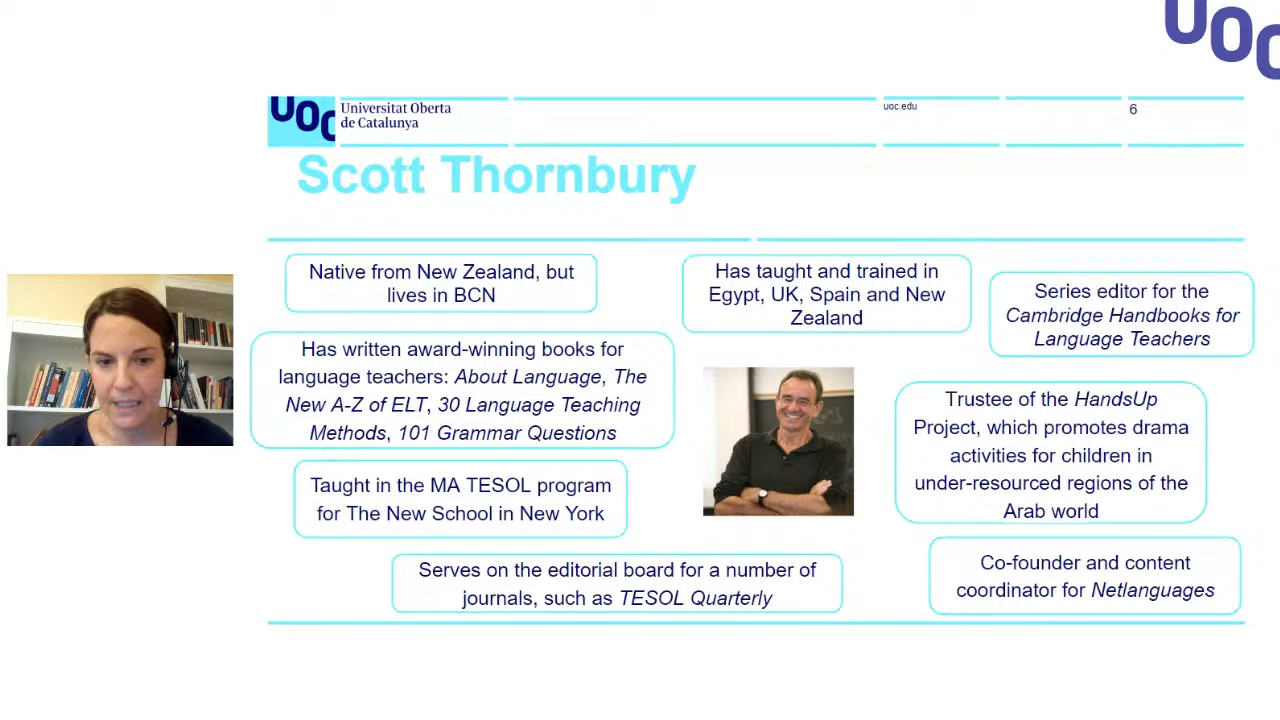 UOC
UOC
Universitat Oberta
de Catalunya
uoc.edu
6
Scott Thornbury
Native from New Zealand, but
lives in BCN
Has taught and trained in
Egypt, UK, Spain and New
Zealand
Series editor for the
Cambridge Handbooks for
Language Teachers
Has written award-winning books for
language teachers: About Language, The
New A-Z of ELT, 30 Language Teaching
Methods, 101 Grammar Questions
Trustee of the HandsUp
Project, which promotes drama
activities for children in
under-resourced regions of the
Arab world
Taught in the MA TESOL program
for The New School in New York
Serves on the editorial board for a number of
journals, such as TESOL Quarterly
Co-founder and content
coordinator for Netlanguages